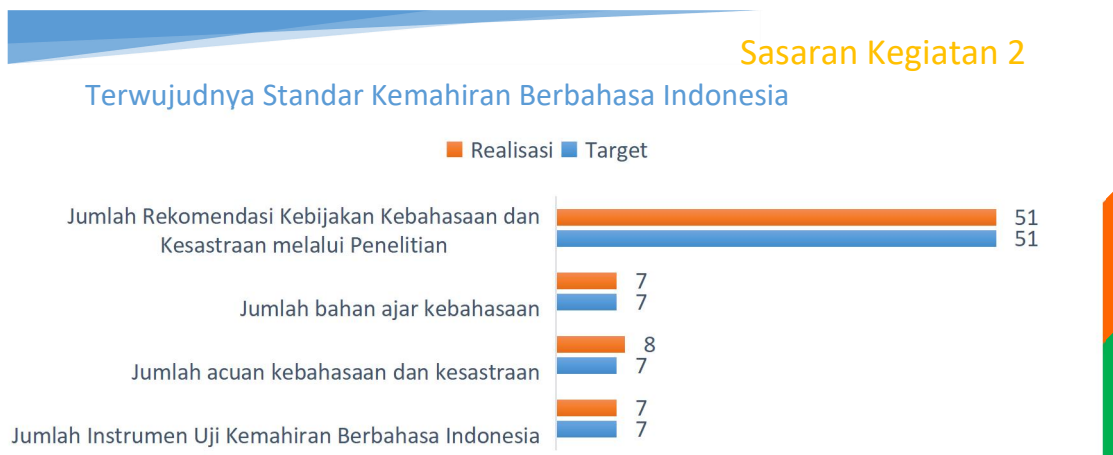 Sasaran Kegiatan 2
Terwujudnya Standar Kemahiran Berbahasa Indonesia
Realisasi Target
Jumlah Rekomendasi Kebijakan Kebahasaan dan
Kesastraan melalui Penelitian
51
51
Jumlah bahan ajar kebahasaan
7
7
Jumlah acuan kebahasaan dan kesastraan
8
7
Jumlah Instrumen Uji Kemahiran Berbahasa Indonesia
7
7